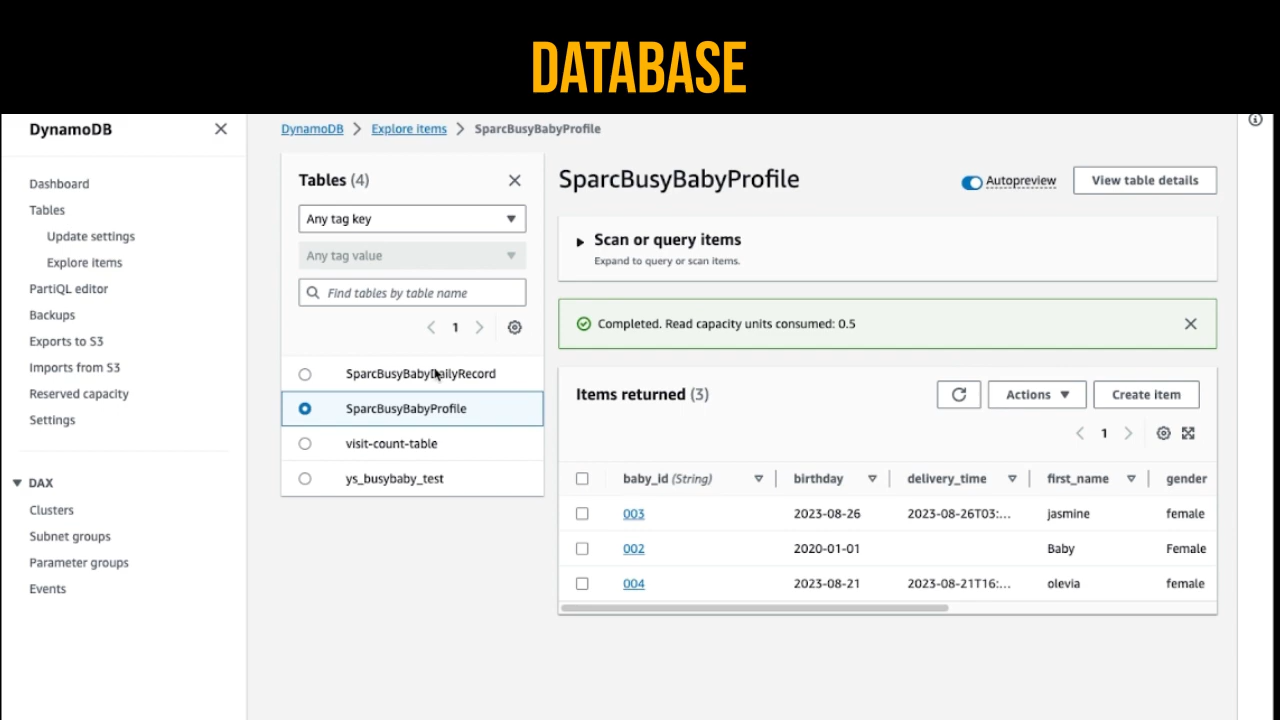 DATABASE
DynamoDB
Dashboard
Tables
Update settings
Explore items
PartiQL editor
Backups
Exports to S3
Imports from S3
Reserved capacity
Settings
DAX
Clusters
Subnet groups
Parameter groups
Events
DynamoDB > Explore items > SparcBusyBabyProfile
Tables (4)
Any tag key
Any tag value
Find tables by table name
1
SparcBusyBabyDailyRecord
SparcBusyBabyProfile
visit-count-table
ys_busybaby_test
SparcBusyBabyProfile
Autopreview
View table details
Scan or query items
Expand to query or scan items.
Completed. Read capacity units consumed: 0.5
Items returned (3)
Actions
Create item
1
baby_id (String) birthday delivery_time first_name gender
003 2023-08-26 2023-08-26T03:... jasmine female
002 2020-01-01 Baby Female
004 2023-08-21 2023-08-21T16:... olevia female